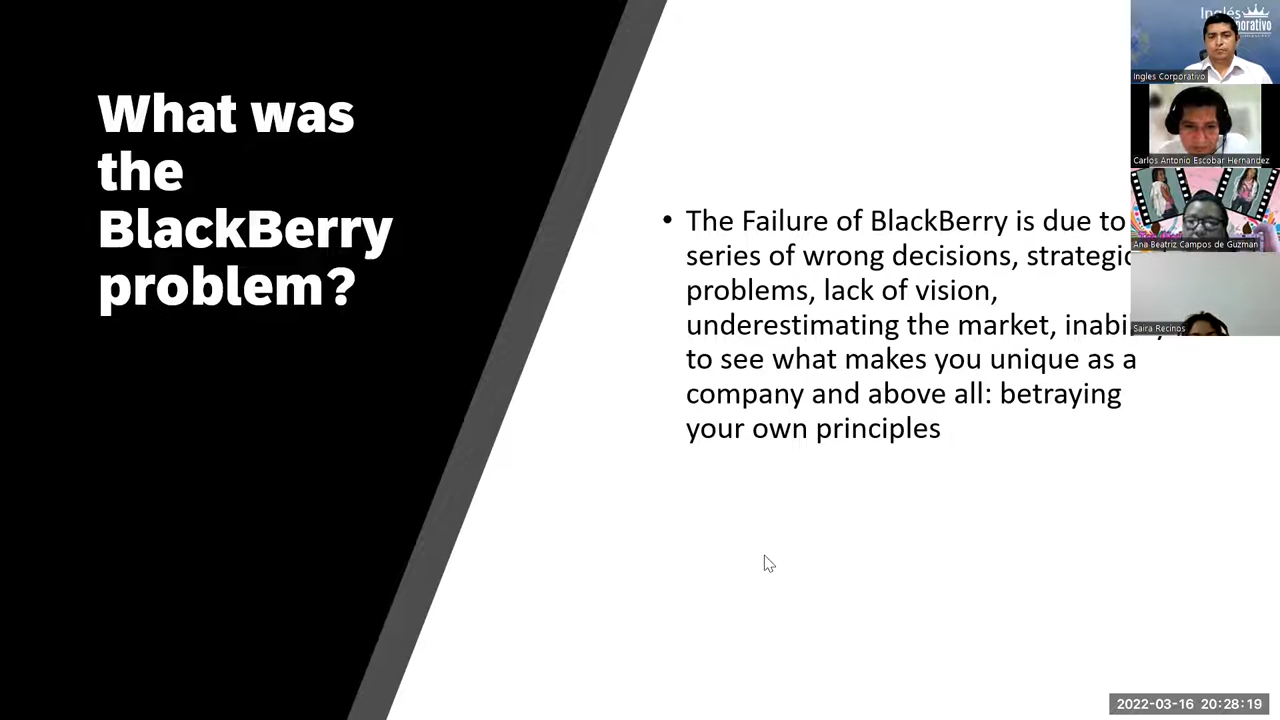 What was
the
BlackBerry
problem?
• The Failure of BlackBerry is due to
series of wrong decisions, strategic
problems, lack of vision,
underestimating the market,
to see what makes you unique as a
company and above all: betraying
your own principles
Inglés
Ingles Corporativo
Carlos Antonio Escobar Hernandez
Ana Beatriz Campos de Guzman
Saira Recinos
2022-03-16 20:28:19